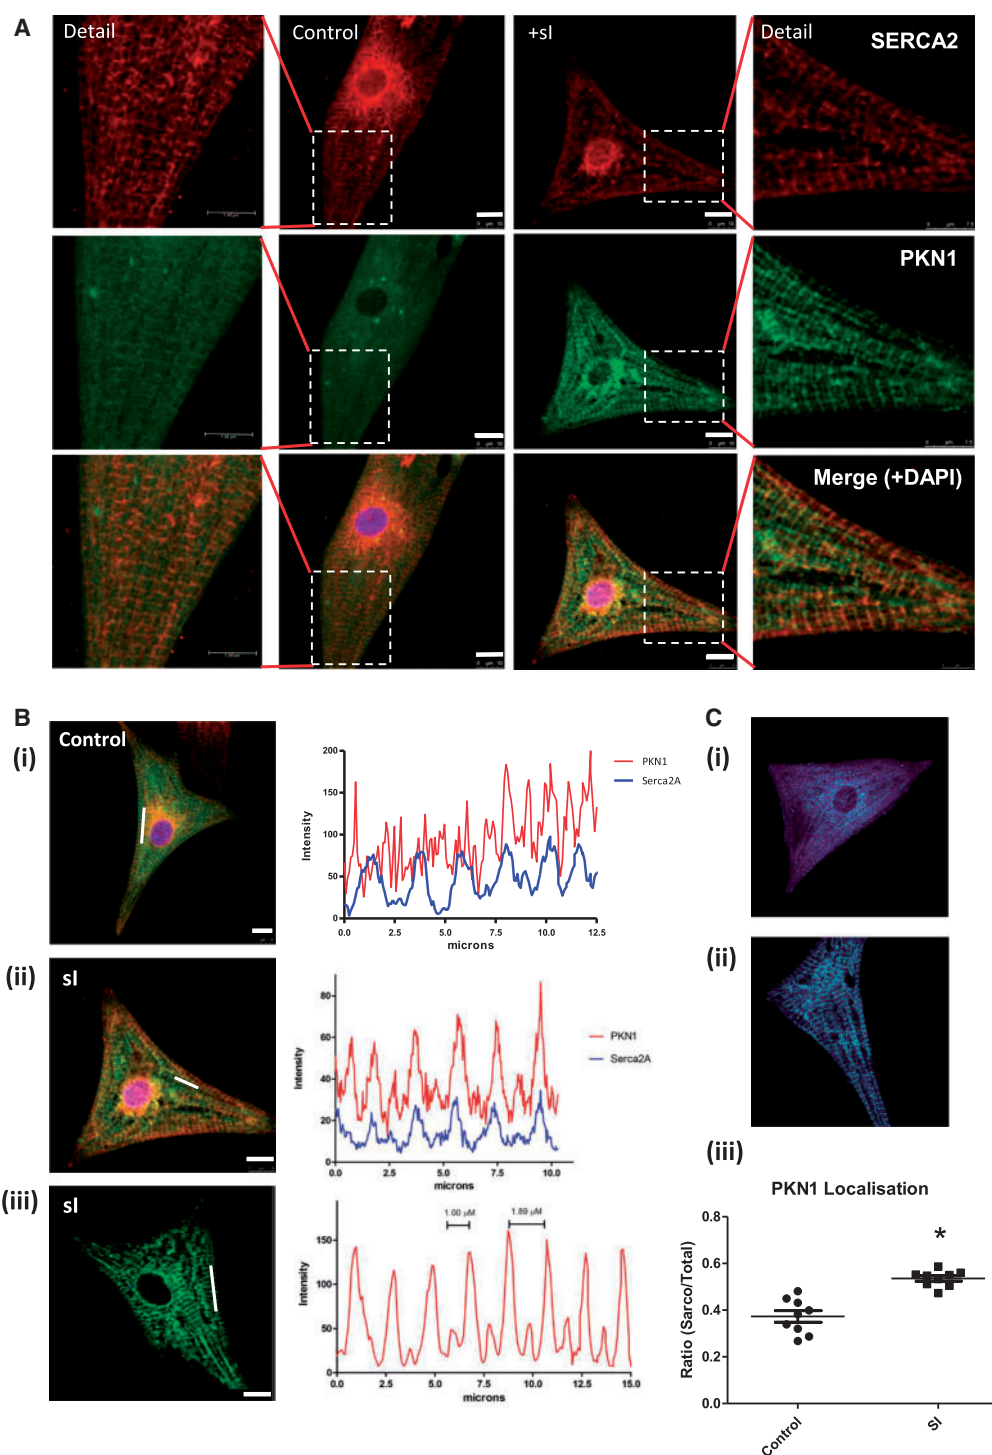 A
Detail
Control
+sI
Detail
SERCA2
PKN1
Merge (+DAPI)
B
(i)
Control
200
150
100
50
0
Intensity
0.0
2.5
5.0
7.5
10.0
12.5
microns
PKN1
Serca2A
(ii)
sI
80
60
40
20
0
Intensity
0.0
2.5
5.0
7.5
10.0
microns
PKN1
Serca2A
(iii)
sI
1.00 µM
1.89 µM
150
100
50
0
Intensity
0.0
2.5
5.0
7.5
10.0
12.5
15.0
microns
C
(i)
(ii)
(iii)
PKN1 Localisation
*
0.8
0.6
0.4
0.2
0.0
Ratio (Sarco/Total)
Control
SI